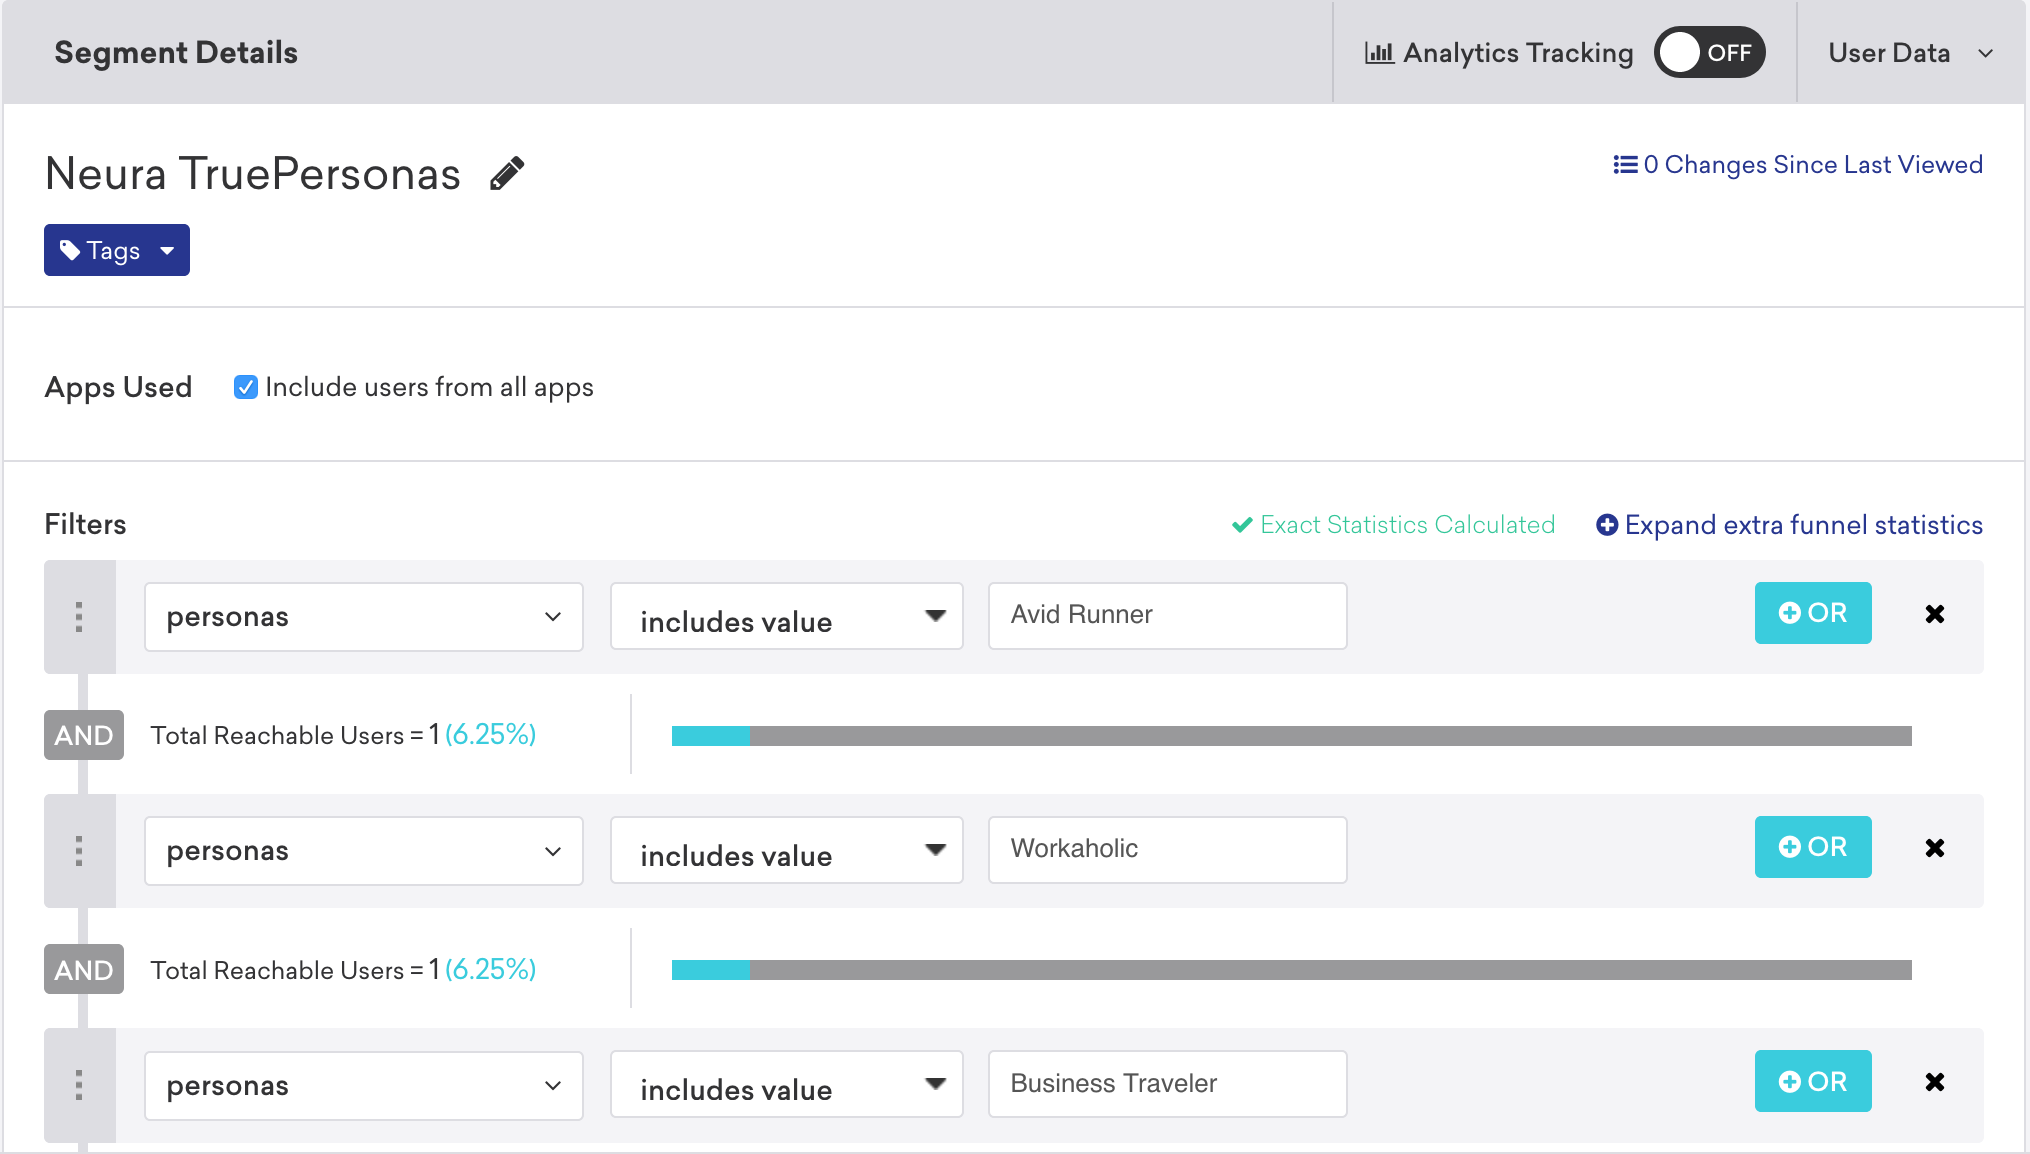 Segment Details
Analytics Tracking
OFF
User Data
Neura TruePersonas
0 Changes Since Last Viewed
Tags
Apps Used
Include users from all apps
Filters
Exact Statistics Calculated
Expand extra funnel statistics
personas
includes value
Avid Runner
OR
AND
Total Reachable Users = 1 (6.25%)
personas
includes value
Workaholic
OR
AND
Total Reachable Users = 1 (6.25%)
personas
includes value
Business Traveler
OR